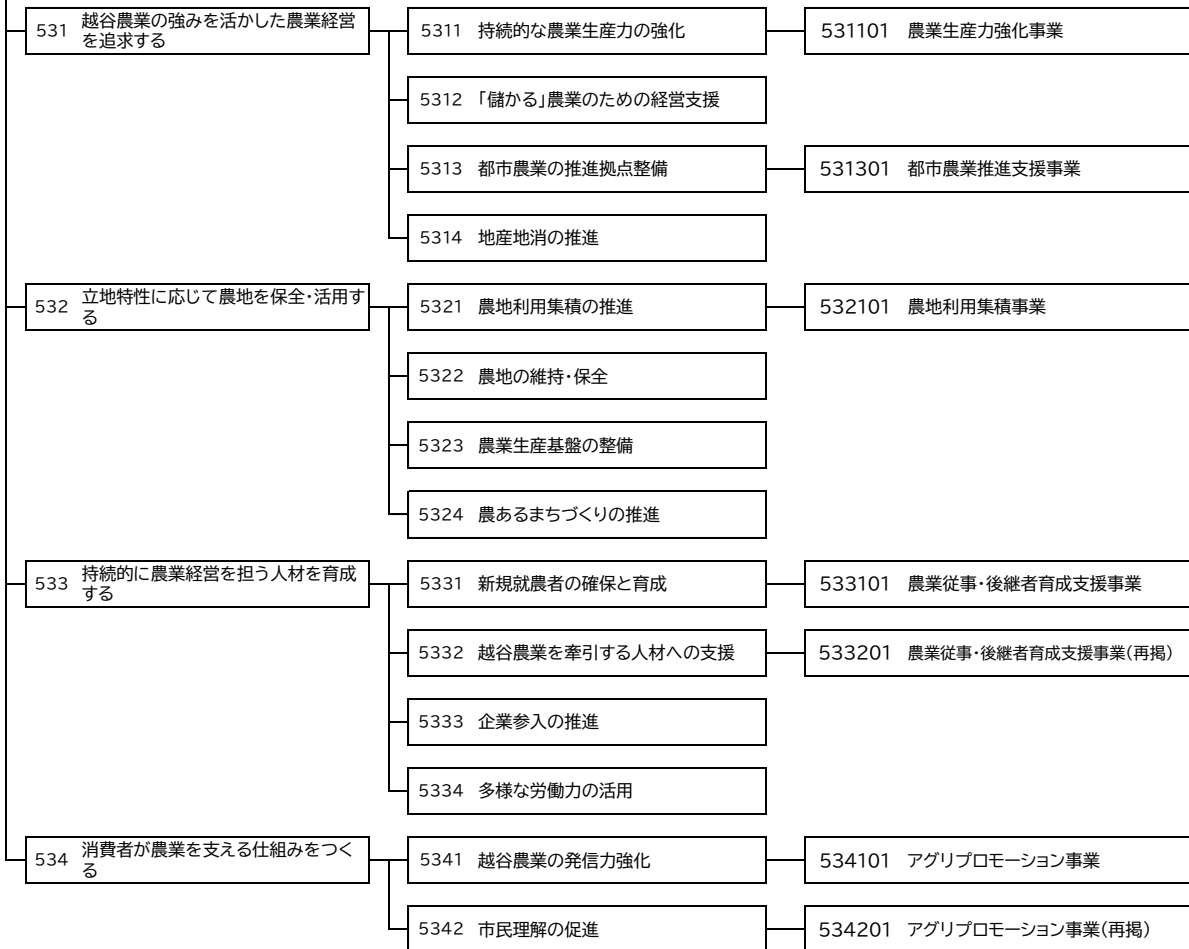 531 越谷農業の強みを活かした農業経営
を追求する
5311 持続的な農業生産力の強化
531101 農業生産力強化事業
5312 「儲かる」農業のための経営支援
5313 都市農業の推進拠点整備
531301 都市農業推進支援事業
5314 地産地消の推進
532 立地特性に応じて農地を保全・活用す
る
5321 農地利用集積の推進
532101 農地利用集積事業
5322 農地の維持・保全
5323 農業生産基盤の整備
5324 農あるまちづくりの推進
533 持続的に農業経営を担う人材を育成
する
5331 新規就農者の確保と育成
533101 農業従事・後継者育成支援事業
5332 越谷農業を牽引する人材への支援
533201 農業従事・後継者育成支援事業(再掲)
5333 企業参入の推進
5334 多様な労働力の活用
534 消費者が農業を支える仕組みをつく
る
5341 越谷農業の発信力強化
534101 アグリプロモーション事業
5342 市民理解の促進
534201 アグリプロモーション事業(再掲)